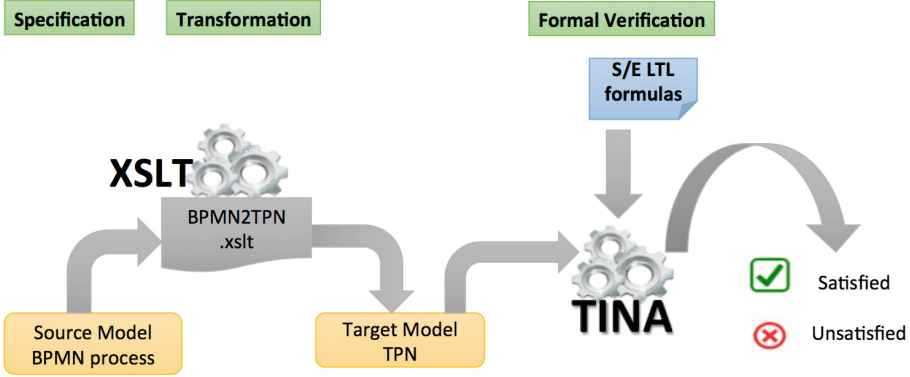 Specification
Transformation
Formal Verification
S/E LTL
formulas
XSLT
BPMN2TPN
.xslt
TINA
Satisfied
Unsatisfied
Source Model
BPMN process
Target Model
TPN